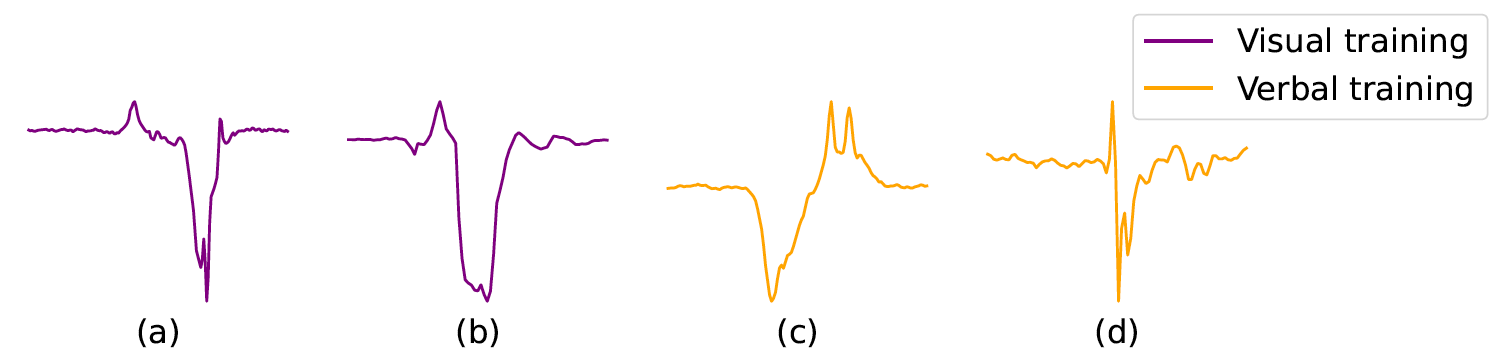 Visual training
Verbal training
(a)
(b)
(c)
(d)